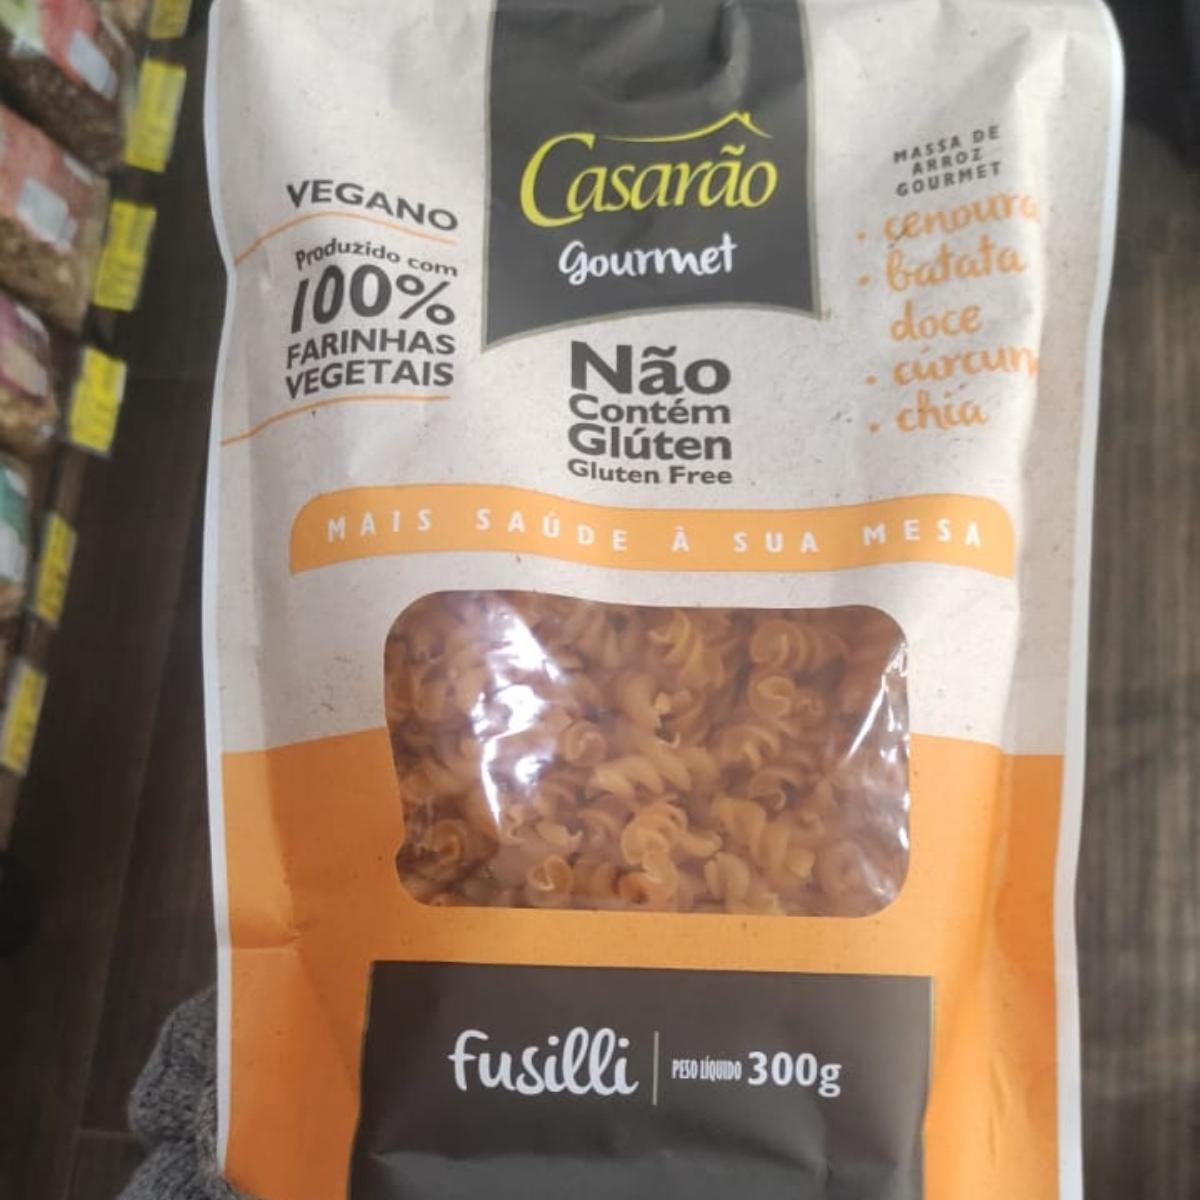 Casarão
Gourmet
VEGANO
Produzido com
100%
FARINHAS
VEGETAIS
MASSA DE
ARROZ
GOURMET
• cenoura
• batata
doce
• chia
Não
Contém
Glúten
Gluten Free
MAIS SAÚDE À SUA MESA
fusilli
PESO LÍQUIDO 300g